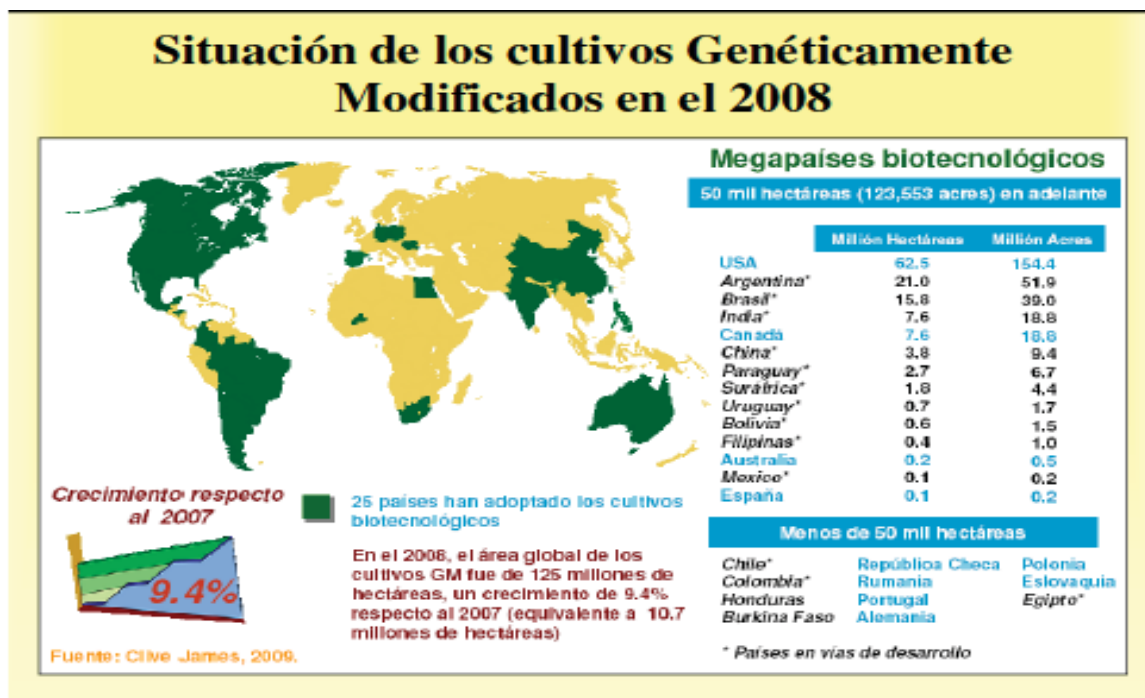 Situación de los cultivos Genéticamente
Modificados en el 2008
Megapaíses biotecnológicos
50 mil hectáreas (123,553 acres) en adelante
Millión Hectáreas Millión Acres
USA 62.5 154.4
Argentina* 21.0 51.9
Brasil* 15.8 39.0
India* 7.6 18.8
Canadá 7.6 18.8
China* 3.8 9.4
Paraguay* 2.7 6.7
Suráfrica* 1.8 4.4
Uruguay* 0.7 1.7
Bolivia* 0.6 1.5
Filipinas* 0.4 1.0
Australia 0.2 0.5
Mexico* 0.1 0.2
España 0.1 0.2
Menos de 50 mil hectáreas
Chile* República Checa Polonia
Colombia* Rumania Eslovaquia
Honduras Portugal Egipto*
Burkina Faso Alemania
* Países en vías de desarrollo
Crecimiento respecto
al 2007
9.4%
25 países han adoptado los cultivos
biotecnológicos
En el 2008, el área global de los
cultivos GM fue de 125 millones de
hectáreas, un crecimiento de 9.4%
respecto al 2007 (equivalente a 10.7
millones de hectáreas)
Fuente: Clive James, 2009.